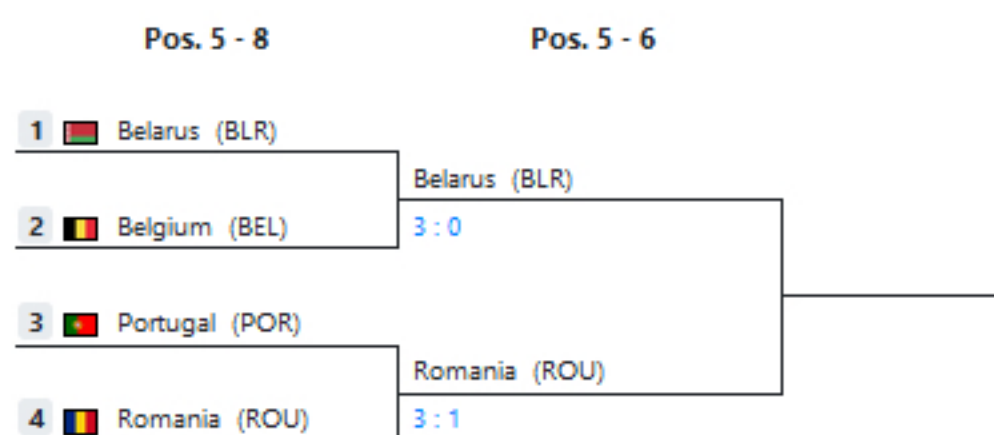 Pos. 5 - 8 Pos. 5 - 6
1 Belarus (BLR)
Belarus (BLR)
2 Belgium (BEL) 3 : 0
3 Portugal (POR)
Romania (ROU)
4 Romania (ROU) 3 : 1